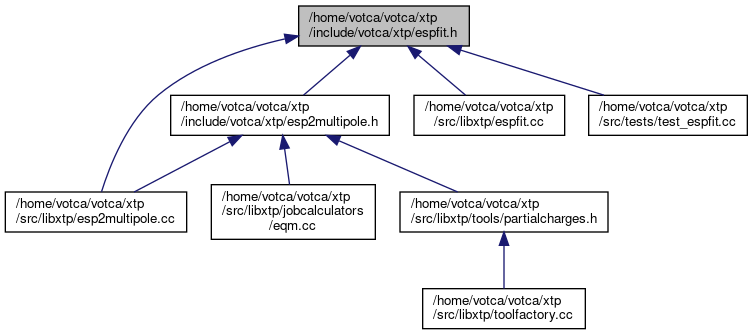 /home/votca/votca/xtp
/include/votca/xtp/espfit.h
/home/votca/votca/xtp
/include/votca/xtp/esp2multipole.h
/home/votca/votca/xtp
/src/libxtp/espfit.cc
/home/votca/votca/xtp
/src/tests/test_espfit.cc
/home/votca/votca/xtp
/src/libxtp/esp2multipole.cc
/home/votca/votca/xtp
/src/libxtp/jobcalculators
/eqm.cc
/home/votca/votca/xtp
/src/libxtp/tools/partialcharges.h
/home/votca/votca/xtp
/src/libxtp/toolfactory.cc